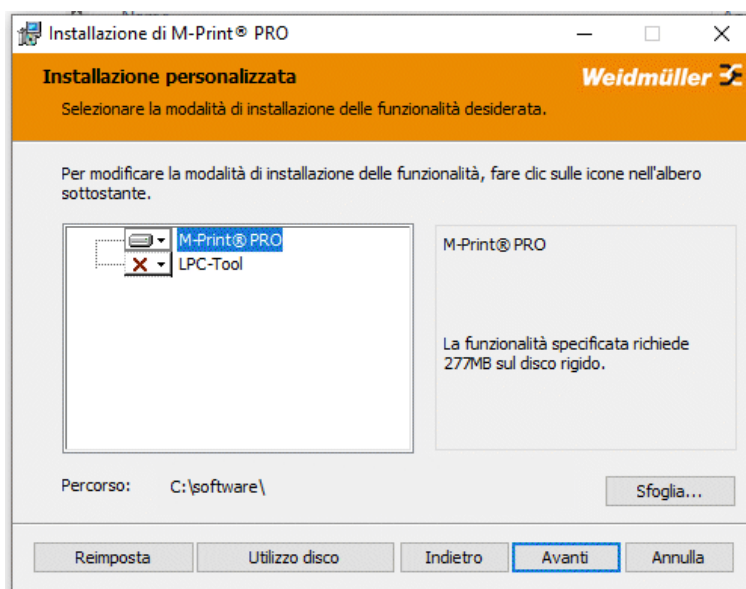 Installazione di M-Print® PRO
Installazione personalizzata
Weidmüller
Selezionare la modalità di installazione delle funzionalità desiderata.
Per modificare la modalità di installazione delle funzionalità, fare clic sulle icone nell'albero
sottostante.
M-Print® PRO
LPC-Tool
M-Print® PRO
La funzionalità specificata richiede
277MB sul disco rigido.
Percorso: C:\software\
Sfoglia...
Reimposta Utilizzo disco Indietro Avanti Annulla